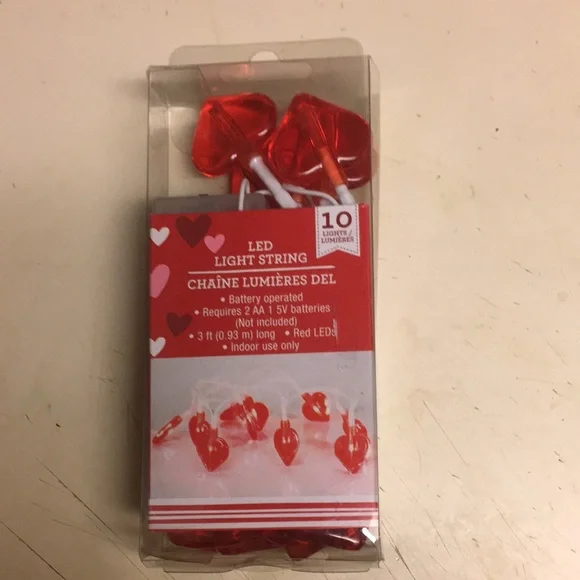 10
LIGHTS /
LUMIÈRES
LED
LIGHT STRING
CHAÎNE LUMIÈRES DEL
• Battery operated
• Requires 2 AA 1 5V batteries
(Not included)
• 3 ft (0.93 m) long • Red LEDs
• Indoor use only